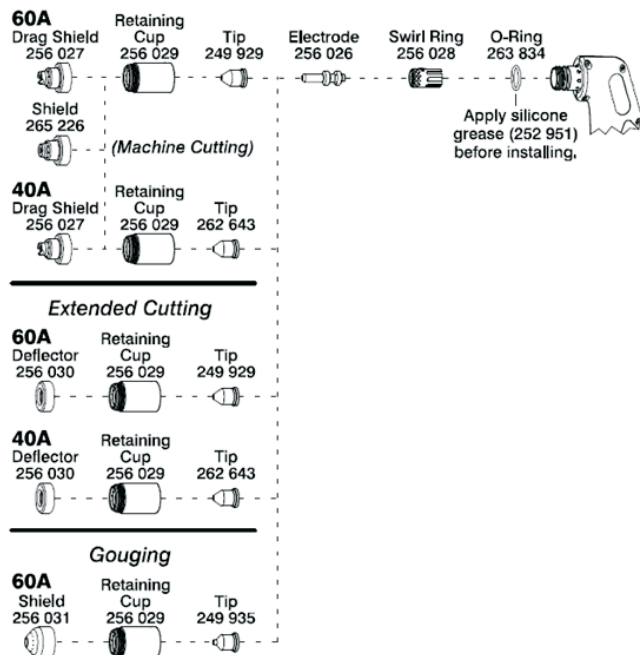 60A
Drag Shield
256 027
Retaining
Cup
256 029
Tip
249 929
Electrode
256 026
Swirl Ring
256 028
O-Ring
263 834
Apply silicone
grease (252 951)
before installing.
Shield
265 226
(Machine Cutting)
40A
Drag Shield
256 027
Retaining
Cup
256 029
Tip
262 643
Extended Cutting
60A
Deflector
256 030
Retaining
Cup
256 029
Tip
249 929
40A
Deflector
256 030
Retaining
Cup
256 029
Tip
262 643
Gouging
60A
Shield
256 031
Retaining
Cup
256 029
Tip
249 935